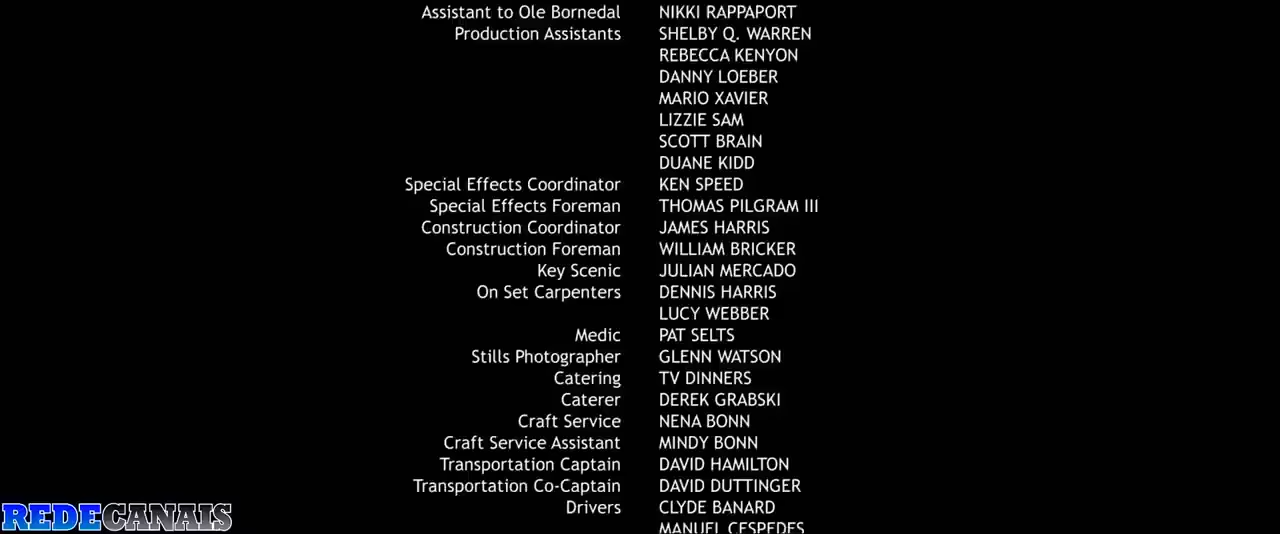 Assistant to Ole Bornedal NIKKI RAPPAPORT
Production Assistants SHELBY Q. WARREN
REBECCA KENYON
DANNY LOEBER
MARIO XAVIER
LIZZIE SAM
SCOTT BRAIN
DUANE KIDD
Special Effects Coordinator KEN SPEED
Special Effects Foreman THOMAS PILGRAM III
Construction Coordinator JAMES HARRIS
Construction Foreman WILLIAM BRICKER
Key Scenic JULIAN MERCADO
On Set Carpenters DENNIS HARRIS
LUCY WEBBER
Medic PAT SELTS
Stills Photographer GLENN WATSON
Catering TV DINNERS
Caterer DEREK GRABSKI
Craft Service NENA BONN
Craft Service Assistant MINDY BONN
Transportation Captain DAVID HAMILTON
Transportation Co-Captain DAVID DUTTINGER
Drivers CLYDE BANARD
MANUEL CESPEDES
REDECANAIS